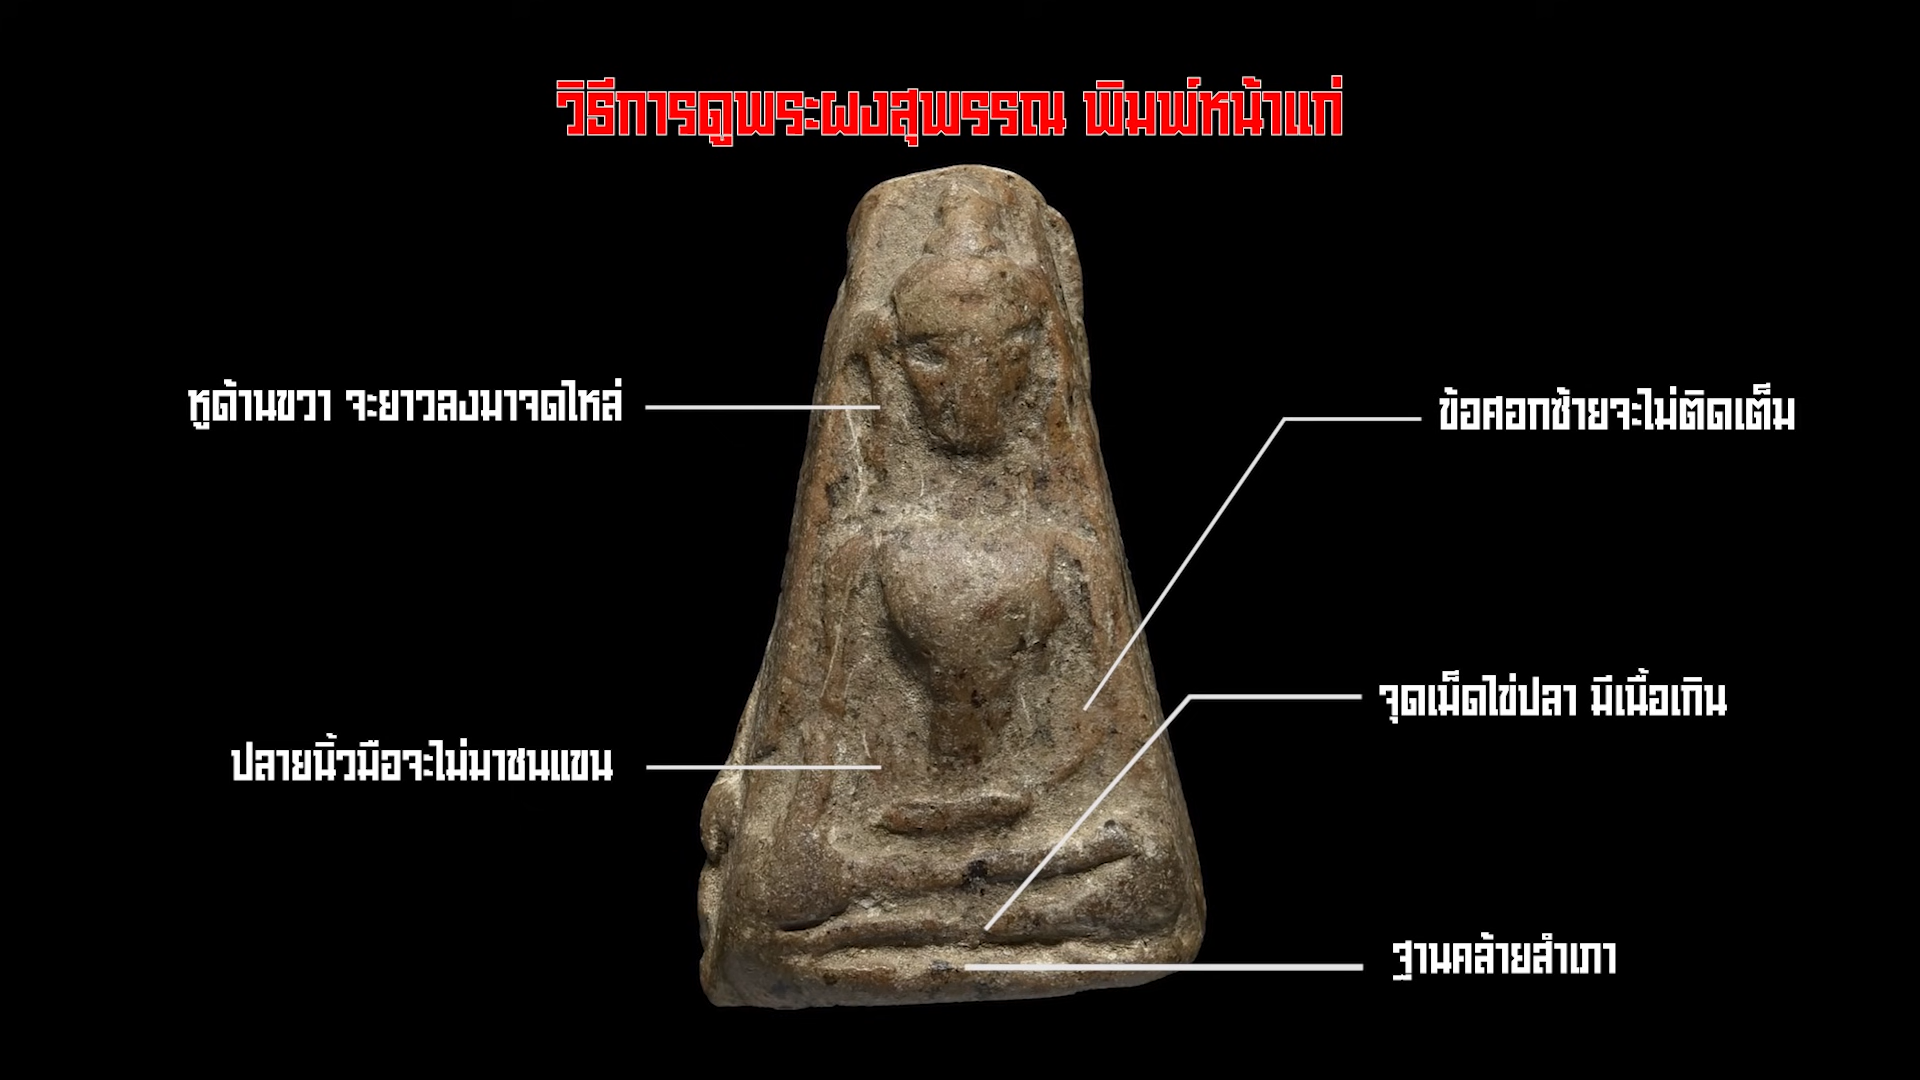 วิธีการดูพระผงสุพรรณ พิมพ์หน้าแก่
หูด้านขวา จะยาวลงมาจดไหล่
ข้อศอกซ้ายจะไม่ติดเต็ม
จุดเม็ดไข่ปลา มีเนื้อเกิน
ปลายนิ้วมือจะไม่มาชนแขน
ฐานคล้ายสำเภา